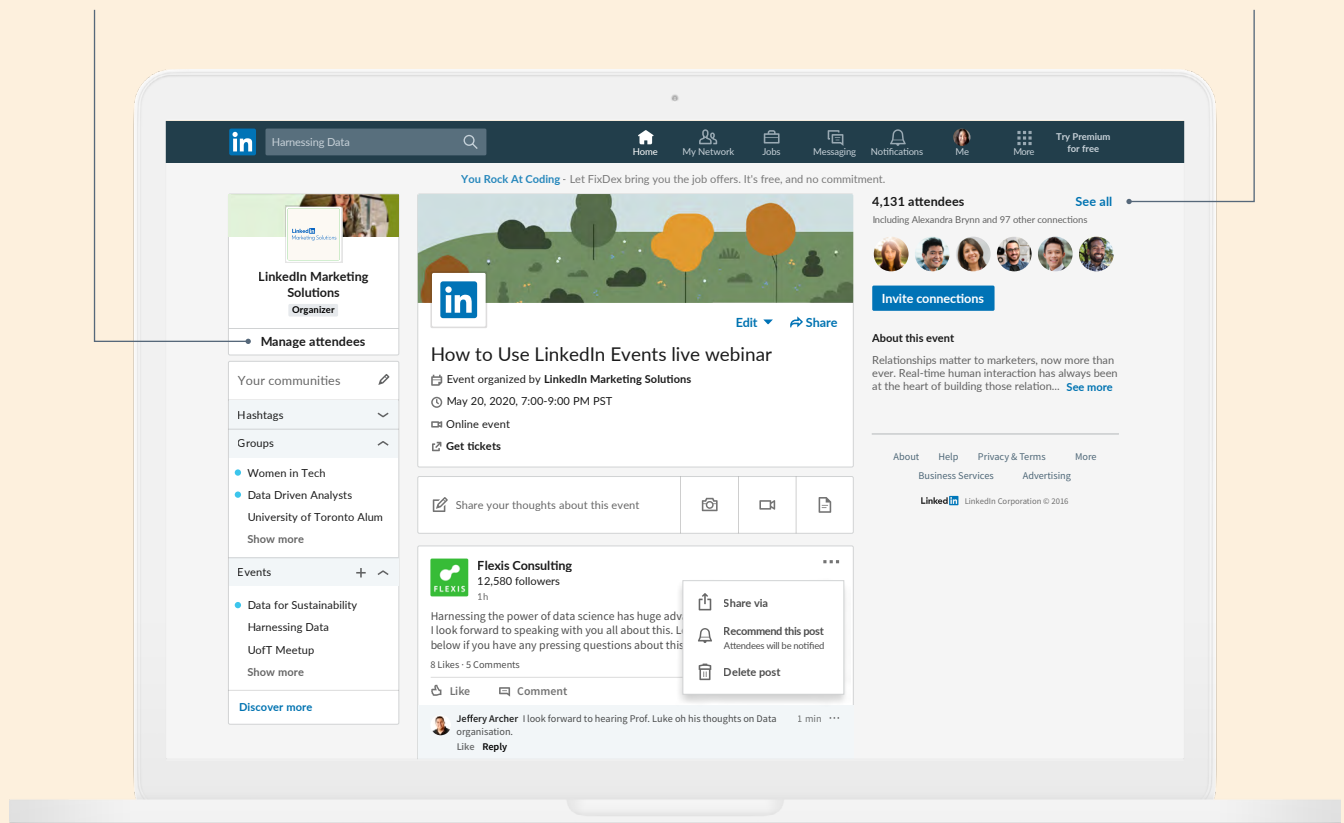 in
Harnessing Data
Home
My Network
Jobs
Messaging
Notifications
Me
More
Try Premium
for free
You Rock At Coding - Let FixDex bring you the job offers. It's free, and no commitment.
Linked in
Marketing Solutions
LinkedIn Marketing
Solutions
Organizer
Manage attendees
Your communities
Hashtags
Groups
Women in Tech
Data Driven Analysts
University of Toronto Alum
Show more
Events
Data for Sustainability
Harnessing Data
UofT Meetup
Show more
Discover more
in
Edit
Share
How to Use LinkedIn Events live webinar
Event organized by LinkedIn Marketing Solutions
May 20, 2020, 7:00-9:00 PM PST
Online event
Get tickets
Share your thoughts about this event
FLEXIS
Flexis Consulting
12,580 followers
1h
Harnessing the power of data science has huge adv
I look forward to speaking with you all about this. L
below if you have any pressing questions about this
8 Likes · 5 Comments
Like
Comment
Share via
Recommend this post
Attendees will be notified
Delete post
Jeffery Archer I look forward to hearing Prof. Luke oh his thoughts on Data
organisation.
1 min
Like Reply
4,131 attendees
See all
Including Alexandra Brynn and 97 other connections
Invite connections
About this event
Relationships matter to marketers, now more than
ever. Real-time human interaction has always been
at the heart of building those relation... See more
About Help Privacy & Terms More
Business Services Advertising
Linked in LinkedIn Corporation © 2016